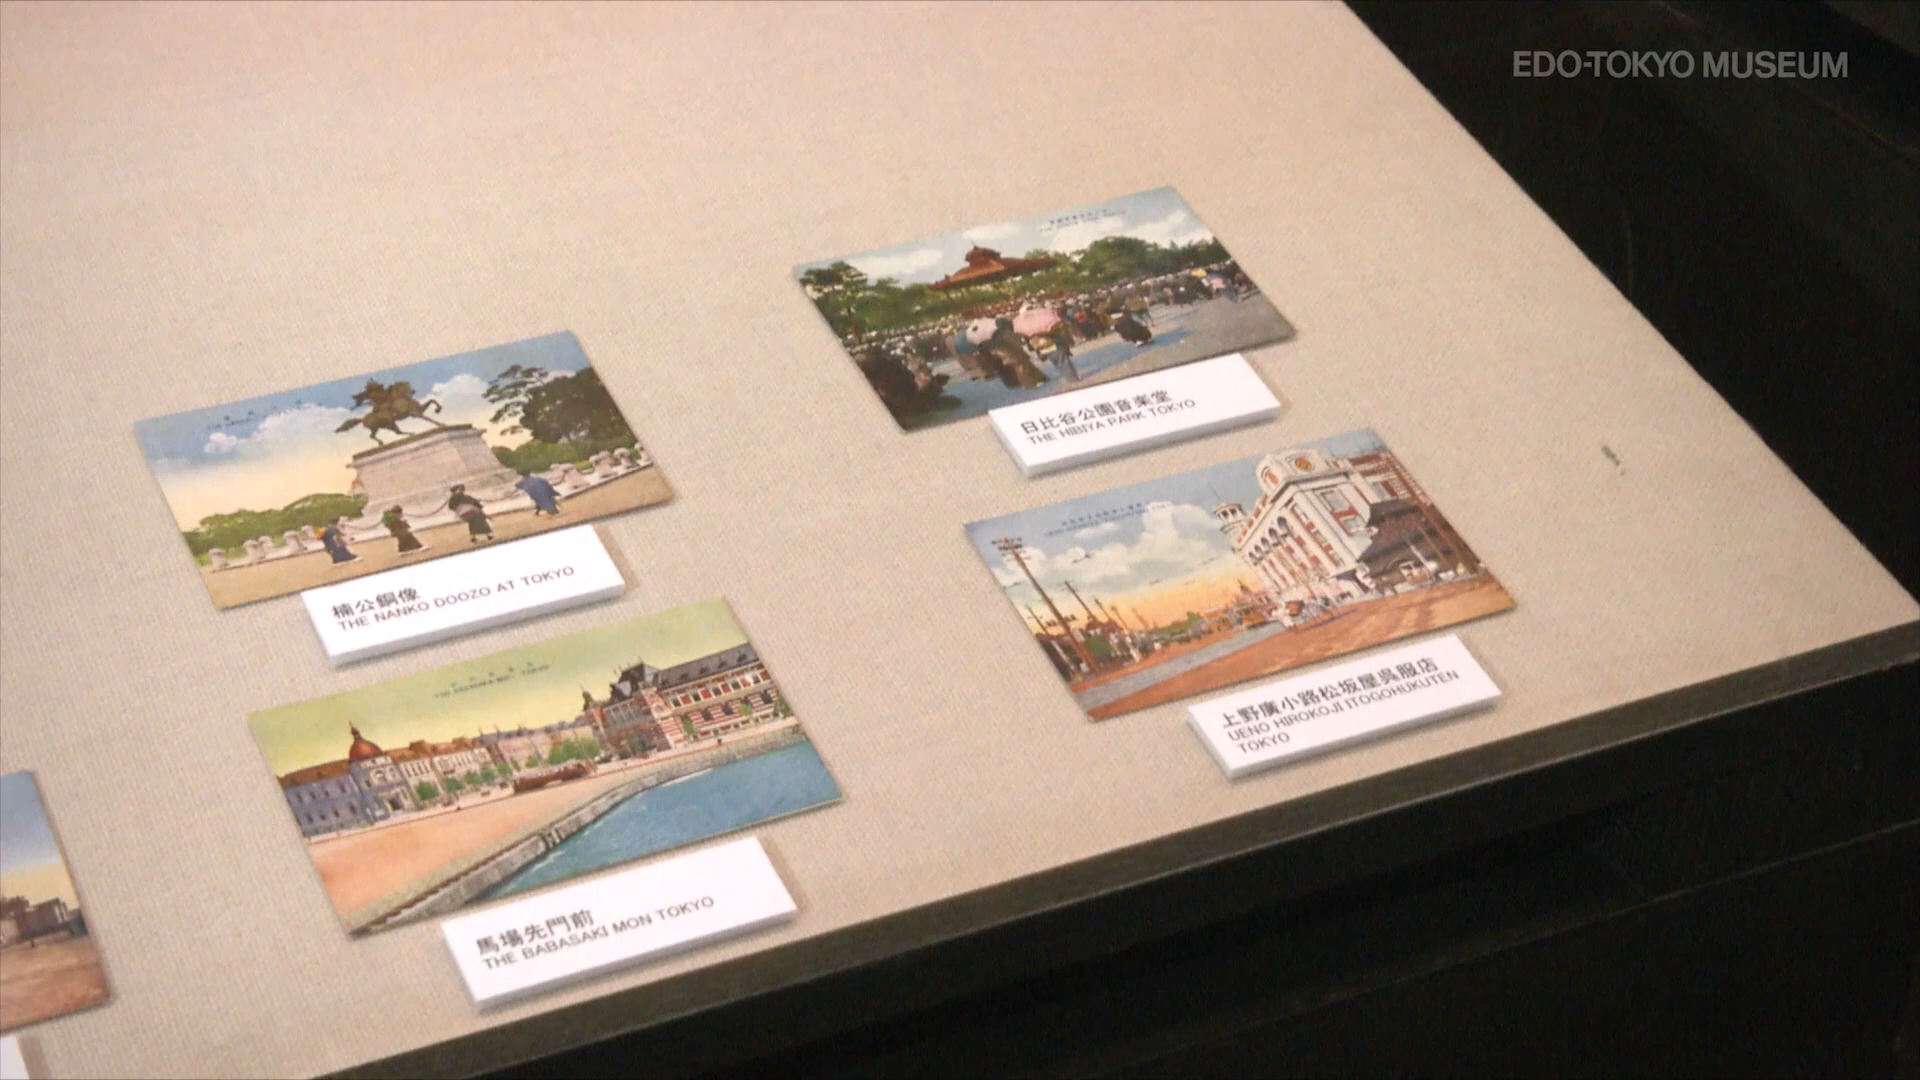 EDO-TOKYO MUSEUM
日比谷公園音楽堂
THE HIBIYA PARK TOKYO
楠公銅像
THE NANKO DOOZO AT TOKYO
上野廣小路松坂屋呉服店
UENO HIROKOJI ITOGOHUKUTEN
TOKYO
馬場先門前
THE BABASAKI MON TOKYO